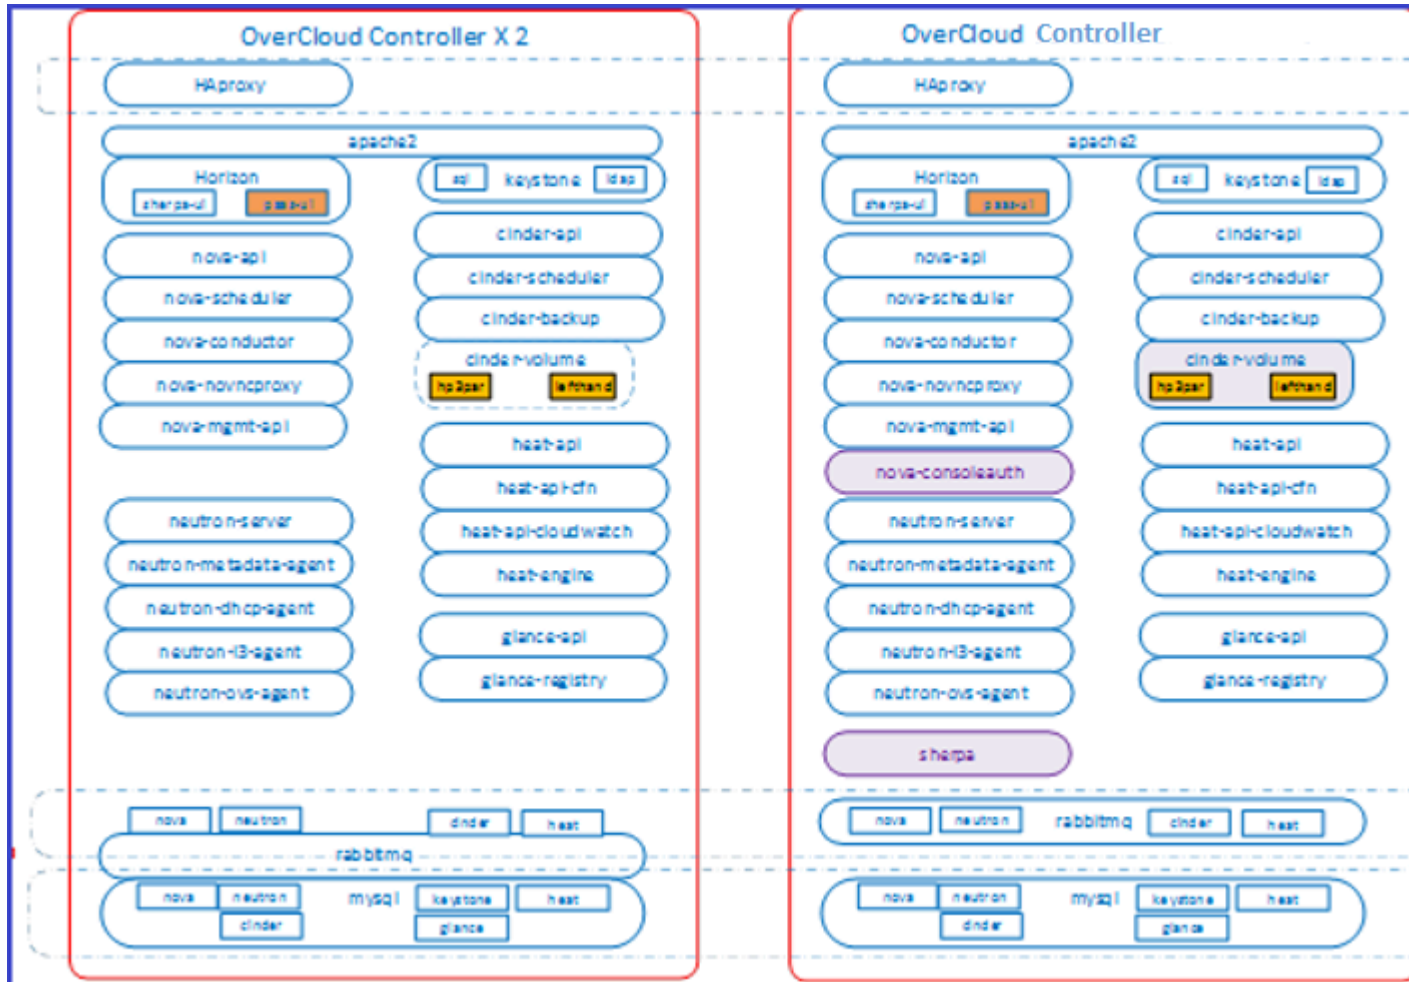 OverCloud Controller X 2
HAproxy
apache2
Horizon
sherpa-ui
paas-ui
sql
keystone
ldap
nova-api
nova-scheduler
nova-conductor
nova-novncproxy
nova-mgmt-api
cinder-api
cinder-scheduler
cinder-backup
cinder-volume
hp3par
lefthand
heat-api
heat-api-cfn
heat-api-cloudwatch
heat-engine
neutron-server
neutron-metadata-agent
neutron-dhcp-agent
neutron-l3-agent
neutron-ovs-agent
glance-api
glance-registry
nova
neutron
cinder
heat
rabbitmq
nova
neutron
mysql
keystone
heat
cinder
glance
OverCloud Controller
HAproxy
apache2
Horizon
sherpa-ui
paas-ui
sql
keystone
ldap
nova-api
nova-scheduler
nova-conductor
nova-novncproxy
nova-mgmt-api
nova-consoleauth
cinder-api
cinder-scheduler
cinder-backup
cinder-volume
hp3par
lefthand
heat-api
heat-api-cfn
heat-api-cloudwatch
heat-engine
neutron-server
neutron-metadata-agent
neutron-dhcp-agent
neutron-l3-agent
neutron-ovs-agent
glance-api
glance-registry
sherpa
nova
neutron
rabbitmq
cinder
heat
nova
neutron
mysql
keystone
heat
cinder
glance